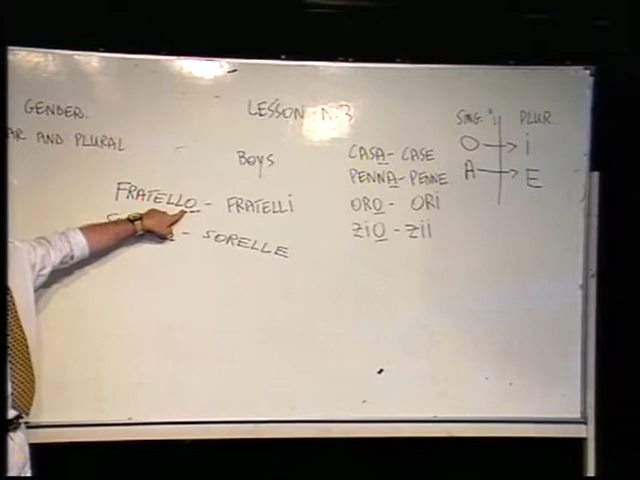 GENDER.
AR AND PLURAL
LESSON N.3
Boys
FRATELLO - FRATELLI
- SORELLE
CASA - CASE
PENNA - PENNE
ORO - ORI
ZiO - Zii
SING. PLUR
O → i
A → E